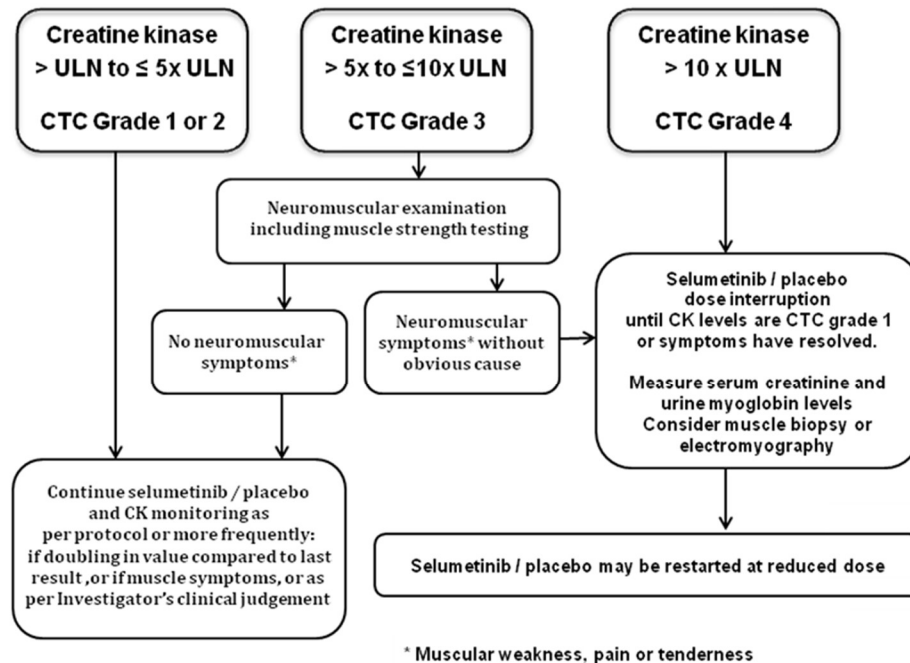 Creatine kinase
> ULN to ≤ 5x ULN
CTC Grade 1 or 2
Creatine kinase
> 5x to ≤10x ULN
CTC Grade 3
Creatine kinase
> 10 x ULN
CTC Grade 4
Neuromuscular examination
including muscle strength testing
No neuromuscular
symptoms*
Neuromuscular
symptoms* without
obvious cause
Selumetinib / placebo
dose interruption
until CK levels are CTC grade 1
or symptoms have resolved.
Measure serum creatinine and
urine myoglobin levels
Consider muscle biopsy or
electromyography
Continue selumetinib / placebo
and CK monitoring as
per protocol or more frequently:
if doubling in value compared to last
result ,or if muscle symptoms, or as
per Investigator's clinical judgement
Selumetinib / placebo may be restarted at reduced dose
* Muscular weakness, pain or tenderness